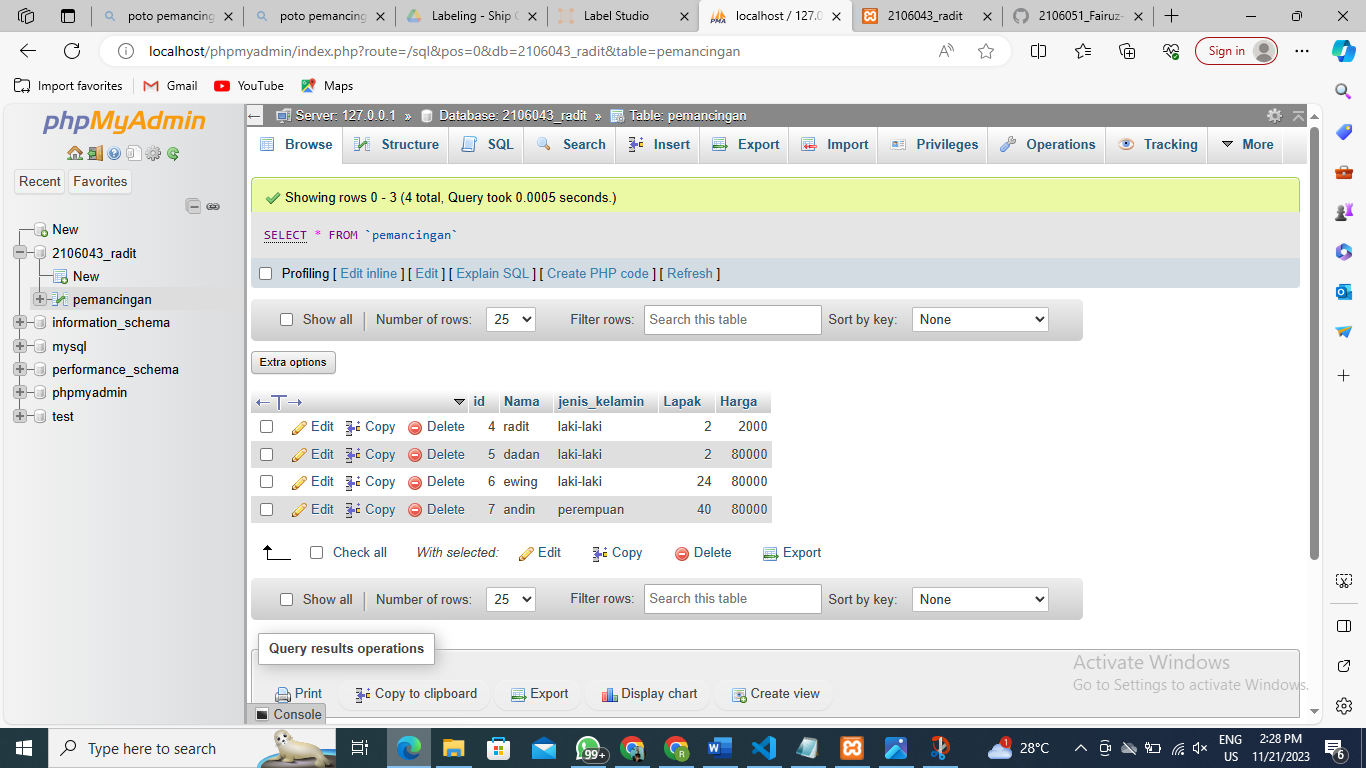 poto pemancing
poto pemancing
Labeling - Ship
Label Studio
localhost / 127.0
2106043_radit
2106051_Fairuz-
localhost/phpmyadmin/index.php?route=/sql&pos=0&db=2106043_radit&table=pemancingan
Sign in
Import favorites
Gmail
YouTube
Maps
phpMyAdmin
Recent
Favorites
New
2106043_radit
New
pemancingan
information_schema
mysql
performance_schema
phpmyadmin
test
Server: 127.0.0.1 » Database: 2106043_radit » Table: pemancingan
Browse Structure SQL Search Insert Export Import Privileges Operations Tracking More
Showing rows 0 - 3 (4 total, Query took 0.0005 seconds.)
SELECT * FROM `pemancingan`
Profiling [ Edit inline ] [ Edit ] [ Explain SQL ] [ Create PHP code ] [ Refresh ]
Show all Number of rows: 25 Filter rows: Search this table Sort by key: None
Extra options
id Nama jenis_kelamin Lapak Harga
Edit Copy Delete 4 radit laki-laki 2 2000
Edit Copy Delete 5 dadan laki-laki 2 80000
Edit Copy Delete 6 ewing laki-laki 24 80000
Edit Copy Delete 7 andin perempuan 40 80000
Check all With selected: Edit Copy Delete Export
Show all Number of rows: 25 Filter rows: Search this table Sort by key: None
Query results operations
Print Copy to clipboard Export Display chart Create view
Console
Activate Windows
Go to Settings to activate Windows.
Type here to search
99+
28°C
ENG
US
2:28 PM
11/21/2023
6